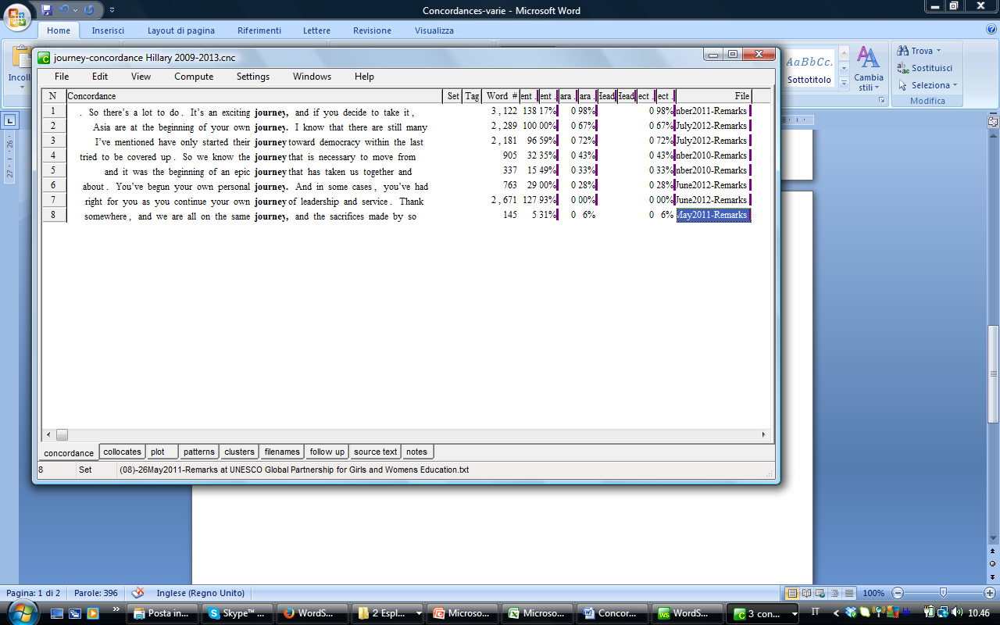 Concordances-varie - Microsoft Word
Home Inserisci Layout di pagina Riferimenti Lettere Revisione Visualizza
Incoll
AaBbCc
Sottotitolo
Cambia stili
Trova
Sostituisci
Seleziona
Modifica
journey-concordance Hillary 2009-2013.cnc
File Edit View Compute Settings Windows Help
N Concordance Set Tag Word # ent . ent . ara . ara . Head Head ect . ect . File
1 . So there's a lot to do . It's an exciting journey, and if you decide to take it , 3 , 122 138 17% 0 98% 0 98% nber2011-Remarks
2 Asia are at the beginning of your own journey. I know that there are still many 2 , 289 100 00% 0 67% 0 67% July2012-Remarks
3 I've mentioned have only started their journey toward democracy within the last 2 , 181 96 59% 0 72% 0 72% July2012-Remarks
4 tried to be covered up . So we know the journey that is necessary to move from 905 32 35% 0 43% 0 43% nber2010-Remarks
5 and it was the beginning of an epic journey that has taken us together and 337 15 49% 0 33% 0 33% nber2010-Remarks
6 about . You've begun your own personal journey. And in some cases , you've had 763 29 00% 0 28% 0 28% June2012-Remarks
7 right for you as you continue your own journey of leadership and service . Thank 2 , 671 127 93% 0 00% 0 00% June2012-Remarks
8 somewhere , and we are all on the same journey, and the sacrifices made by so 145 5 31% 0 6% 0 6% May2011-Remarks
concordance collocates plot patterns clusters filenames follow up source text notes
8 Set (08)-26May2011-Remarks at UNESCO Global Partnership for Girls and Womens Education.txt
Pagina: 1 di 2 Parole: 396 Inglese (Regno Unito) 100%
Posta in... Skype™ ... WordS... 2 Espl... Microso... Microso... Concor... WordS... 3 con... IT 10.46